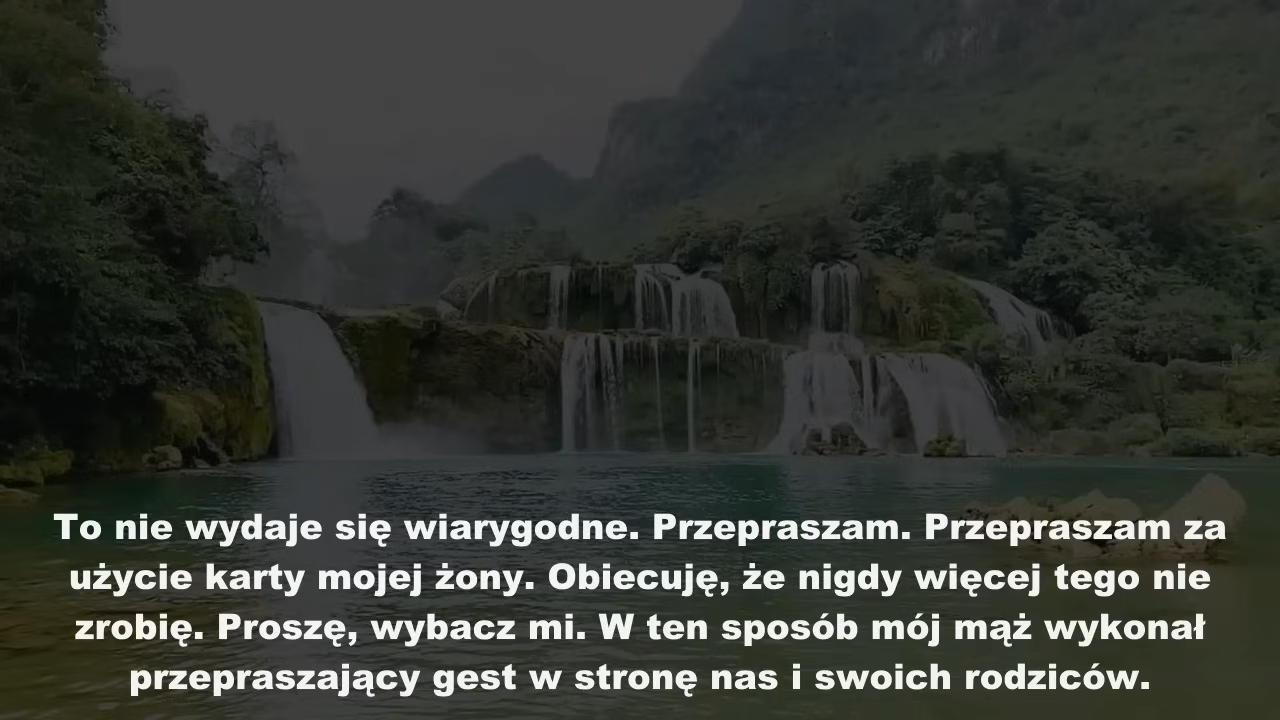 To nie wydaje się wiarygodne. Przepraszam. Przepraszam za
użycie karty mojej żony. Obiecuję, że nigdy więcej tego nie
zrobię. Proszę, wybacz mi. W ten sposób mój mąż wykonał
przepraszający gest w stronę nas i swoich rodziców.